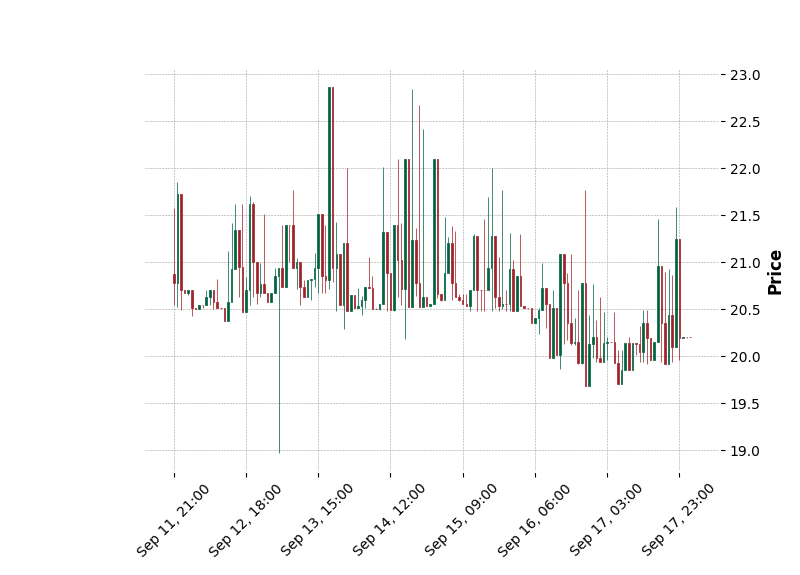 23.0
22.5
22.0
21.5
21.0
20.5
20.0
19.5
19.0
Price
Sep 11, 21:00
Sep 12, 18:00
Sep 13, 15:00
Sep 14, 12:00
Sep 15, 09:00
Sep 16, 06:00
Sep 17, 03:00
Sep 17, 23:00